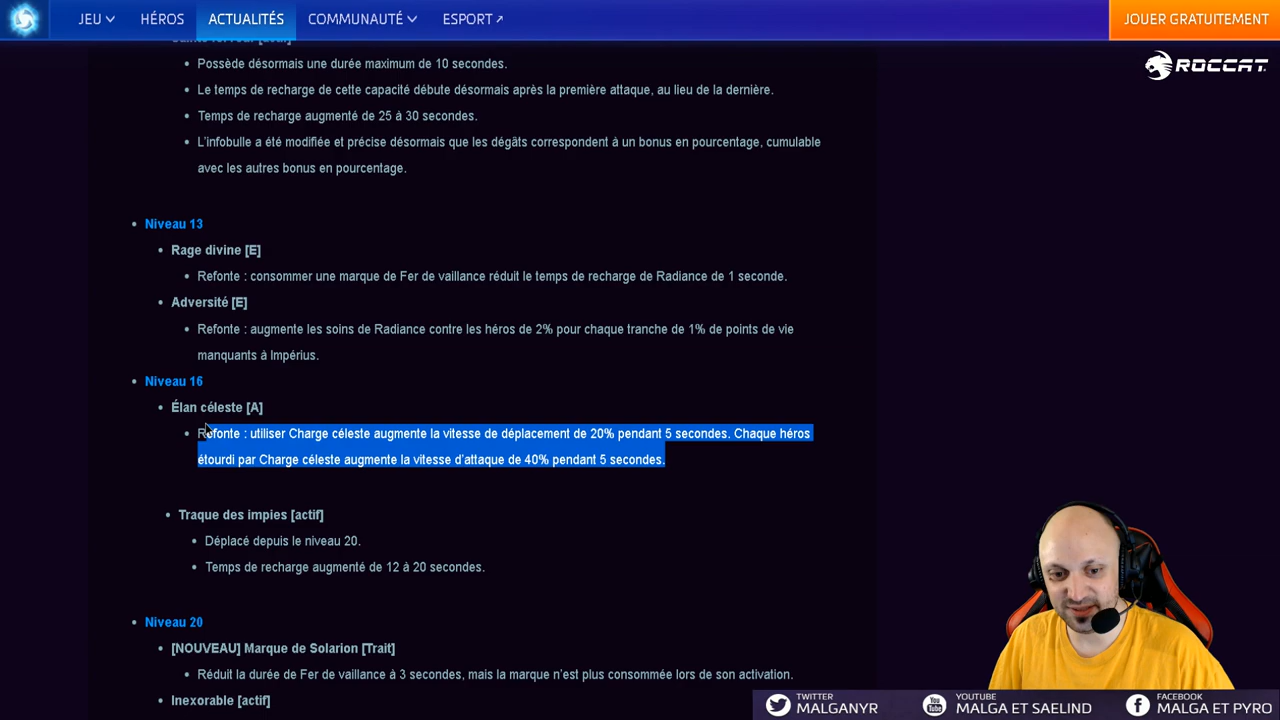 JEU HÉROS ACTUALITÉS COMMUNAUTÉ ESPORT JOUER GRATUITEMENT
ROCCAT
Possède désormais une durée maximum de 10 secondes.
Le temps de recharge de cette capacité débute désormais après la première attaque, au lieu de la dernière.
Temps de recharge augmenté de 25 à 30 secondes.
L'infobulle a été modifiée et précise désormais que les dégâts correspondent à un bonus en pourcentage, cumulable
avec les autres bonus en pourcentage.
Niveau 13
Rage divine [E]
Refonte : consommer une marque de Fer de vaillance réduit le temps de recharge de Radiance de 1 seconde.
Adversité [E]
Refonte : augmente les soins de Radiance contre les héros de 2% pour chaque tranche de 1% de points de vie
manquants à Impérius.
Niveau 16
Élan céleste [A]
Refonte : utiliser Charge céleste augmente la vitesse de déplacement de 20% pendant 5 secondes. Chaque héros
étourdi par Charge céleste augmente la vitesse d'attaque de 40% pendant 5 secondes.
Traque des impies [actif]
Déplacé depuis le niveau 20.
Temps de recharge augmenté de 12 à 20 secondes.
Niveau 20
[NOUVEAU] Marque de Solarion [Trait]
Réduit la durée de Fer de vaillance à 3 secondes, mais la marque n'est plus consommée lors de son activation.
Inexorable [actif]
TWITTER
MALGANYR
YOUTUBE
MALGA ET SAELIND
FACEBOOK
MALGA ET PYRO